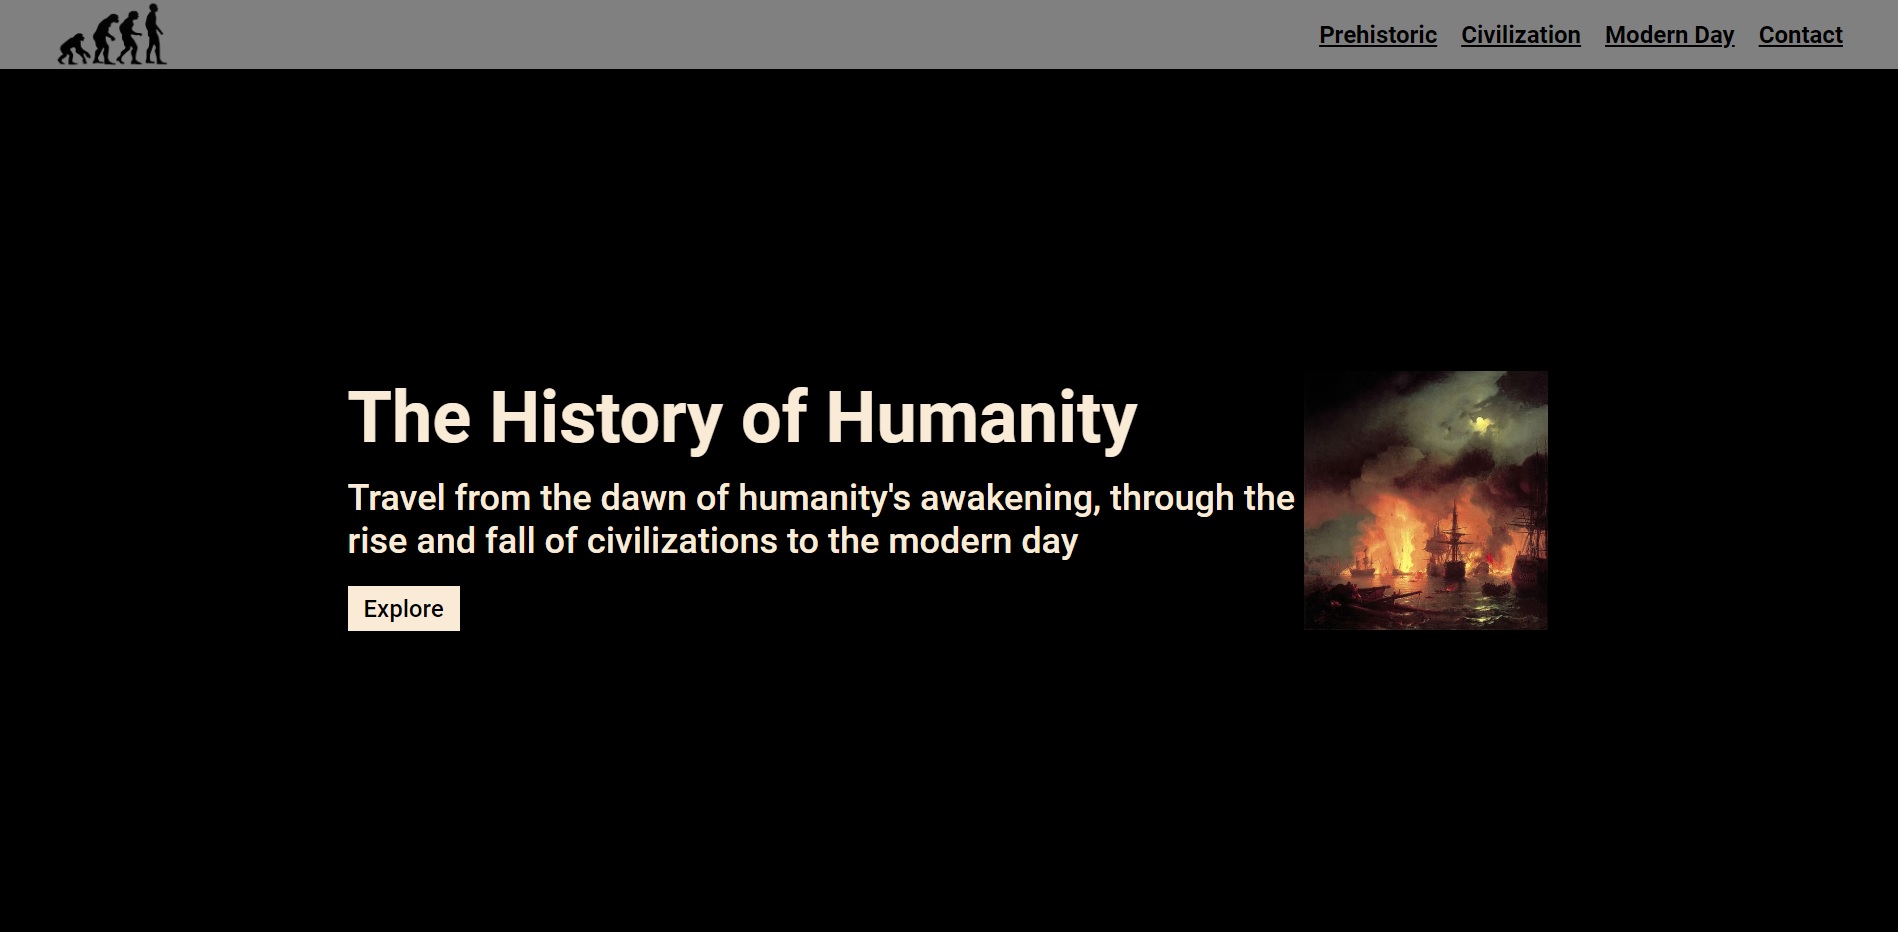 Prehistoric Civilization Modern Day Contact
The History of Humanity
Travel from the dawn of humanity's awakening, through the
rise and fall of civilizations to the modern day
Explore